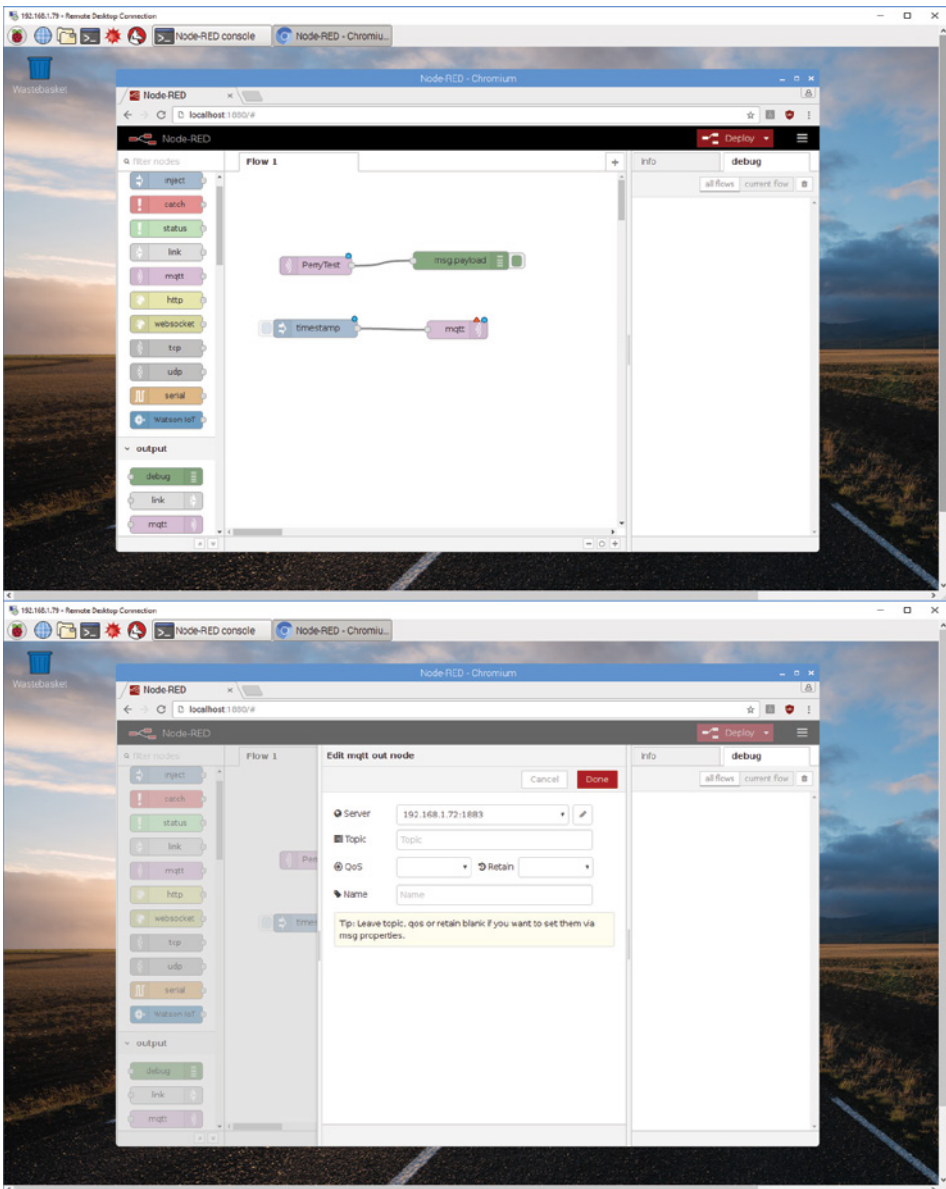 192.168.1.79 - Remote Desktop Connection
Node-RED console
Node-RED - Chromiu...
Wastebasket
Node-RED - Chromium
Node-RED
localhost:1880/#
Node-RED
Deploy
filter nodes
Flow 1
info
debug
all flows
current flow
inject
catch
status
link
mqtt
http
websocket
tcp
udp
serial
Watson IoT
output
debug
link
mqtt
PerryTest
msg.payload
timestamp
mqtt
192.168.1.79 - Remote Desktop Connection
Node-RED console
Node-RED - Chromiu...
Wastebasket
Node-RED - Chromium
Node-RED
localhost:1880/#
Node-RED
Deploy
filter nodes
Flow 1
Edit mqtt out node
info
debug
all flows
current flow
Cancel
Done
inject
catch
status
link
mqtt
http
websocket
tcp
udp
serial
Watson IoT
output
debug
link
mqtt
Per
times
Server
192.168.1.72:1883
Topic
Topic
QoS
Retain
Name
Name
Tip: Leave topic, qos or retain blank if you want to set them via
msg properties.